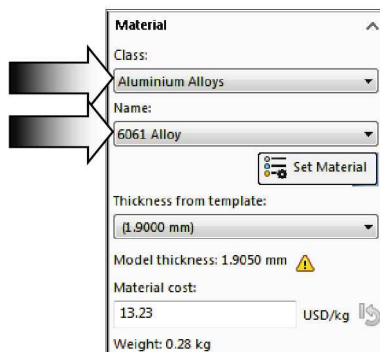 Material
Class:
Aluminium Alloys
Name:
6061 Alloy
Set Material
Thickness from template:
(1.9000 mm)
Model thickness: 1.9050 mm
Material cost:
13.23 USD/kg
Weight: 0.28 kg